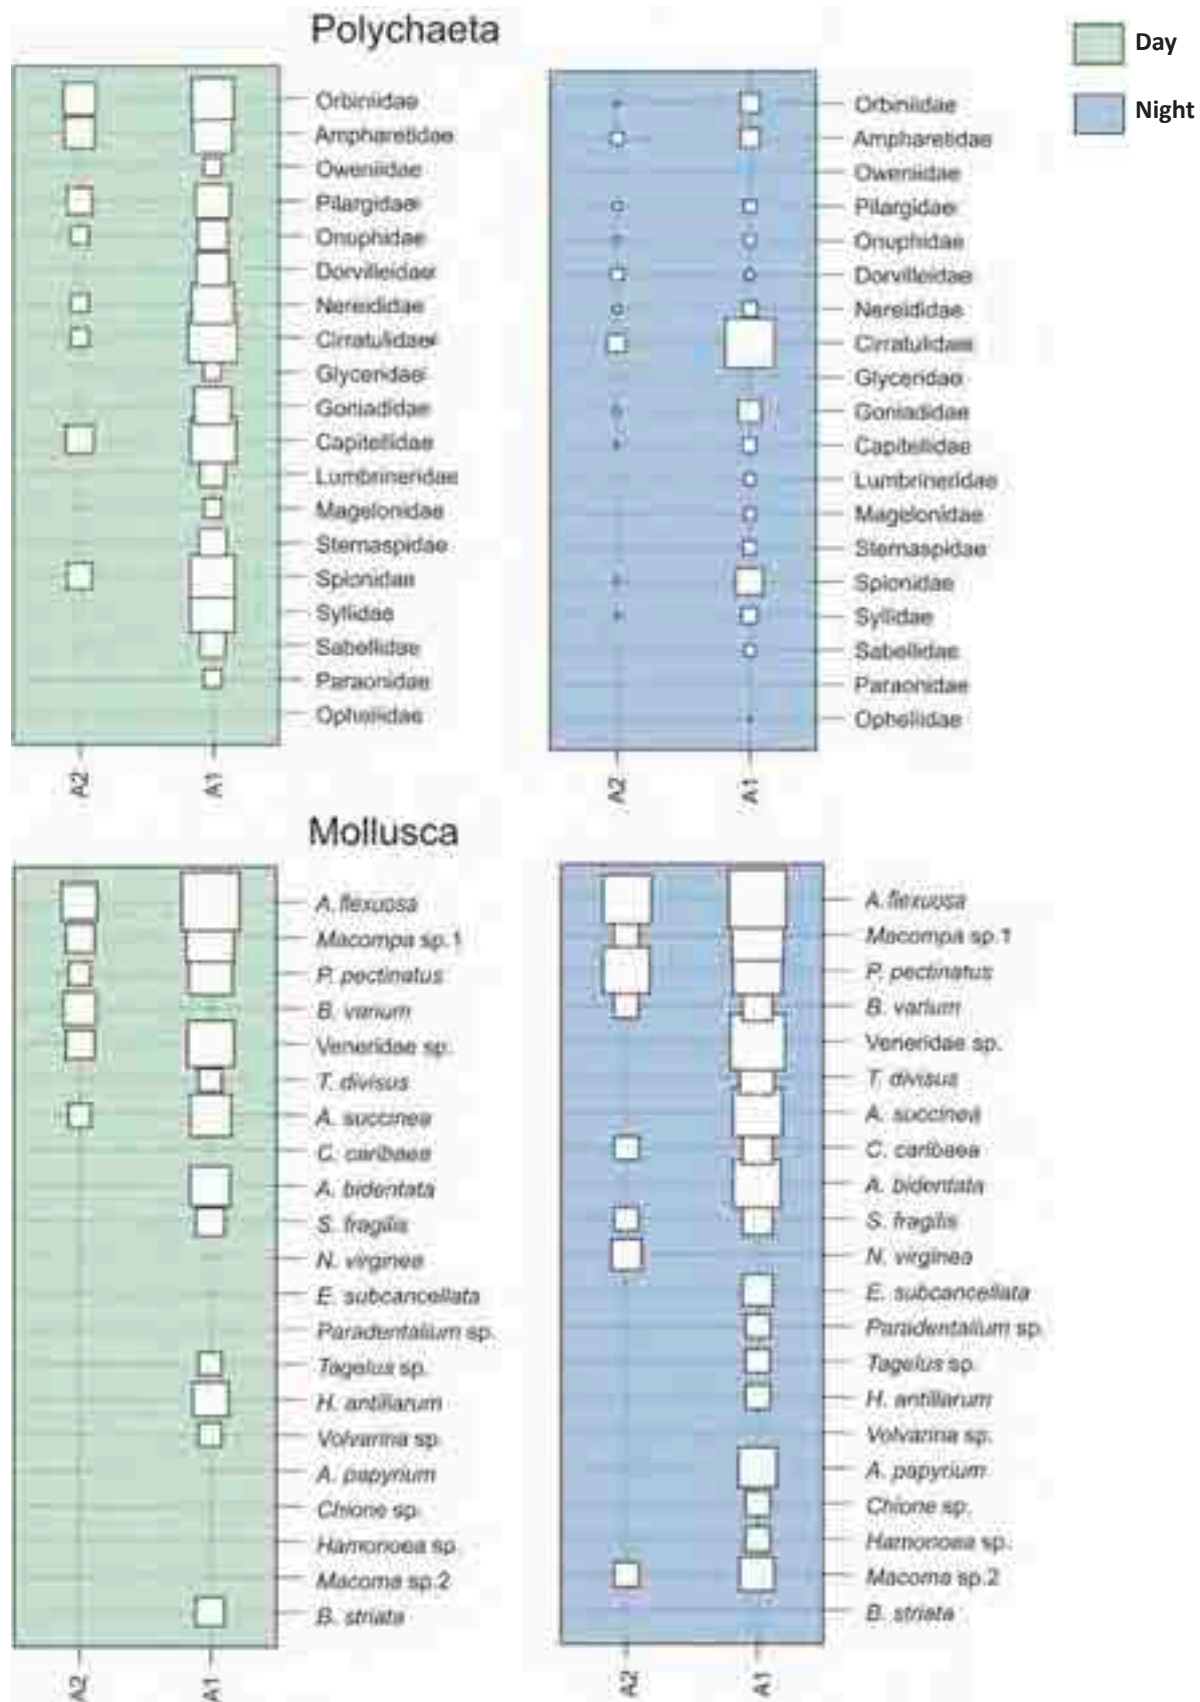 Polychaeta
Day
Night
Orbiniidae
Ampharetidae
Oweniidae
Pilargidae
Onuphidae
Dorvilleidae
Nereididae
Cirratulidae
Glyceridae
Goniadidae
Capitellidae
Lumbrineridae
Magelonidae
Sternaspidae
Spionidae
Syllidae
Sabellidae
Paraonidae
Opheliidae
A2
A1
Orbiniidae
Ampharetidae
Oweniidae
Pilargidae
Onuphidae
Dorvilleidae
Nereididae
Cirratulidae
Glyceridae
Goniadidae
Capitellidae
Lumbrineridae
Magelonidae
Sternaspidae
Spionidae
Syllidae
Sabellidae
Paraonidae
Opheliidae
A2
A1
Mollusca
A. flexuosa
Macompa sp.1
P. pectinatus
B. varium
Veneridae sp.
T. divisus
A. succinea
C. caribaea
A. bidentata
S. fragilis
N. virginea
E. subcancellata
Paradentalium sp.
Tagelus sp.
H. antillarum
Volvarina sp.
A. papyrium
Chione sp.
Hamonoea sp.
Macoma sp.2
B. striata
A2
A1
A. flexuosa
Macompa sp.1
P. pectinatus
B. varium
Veneridae sp.
T. divisus
A. succinea
C. caribaea
A. bidentata
S. fragilis
N. virginea
E. subcancellata
Paradentalium sp.
Tagelus sp.
H. antillarum
Volvarina sp.
A. papyrium
Chione sp.
Hamonoea sp.
Macoma sp.2
B. striata
A2
A1